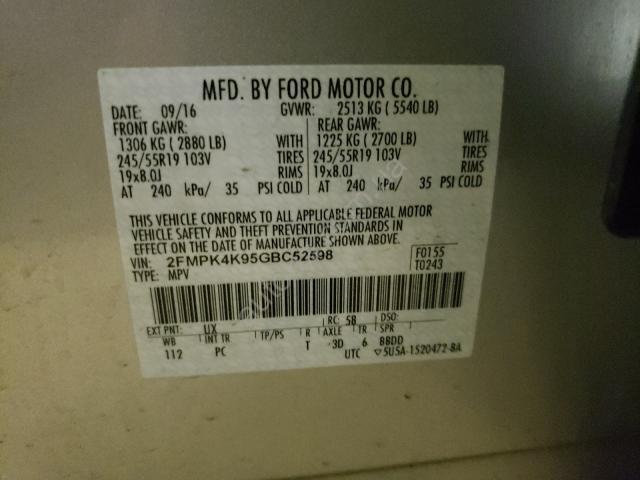 MFD. BY FORD MOTOR CO.
DATE: 09/16 GVWR: 2513 KG ( 5540 LB)
FRONT GAWR: REAR GAWR:
1306 KG ( 2880 LB) WITH 1225 KG ( 2700 LB) WITH
245/55R19 103V TIRES 245/55R19 103V TIRES
19x8.0J RIMS 19x8.0J RIMS
AT 240 kPa/ 35 PSI COLD AT 240 kPa/ 35 PSI COLD
THIS VEHICLE CONFORMS TO ALL APPLICABLE FEDERAL MOTOR
VEHICLE SAFETY AND THEFT PREVENTION STANDARDS IN
EFFECT ON THE DATE OF MANUFACTURE SHOWN ABOVE.
VIN: 2FMPK4K95GBC52598 F0155
TYPE: MPV T0243
EXT PNT: UX RC: 58 DSO:
WB INT TR TP/PS R AXLE TR SPR
112 PC T 3D 6 BBDD
UTC ▽5U5A-1520472-BA